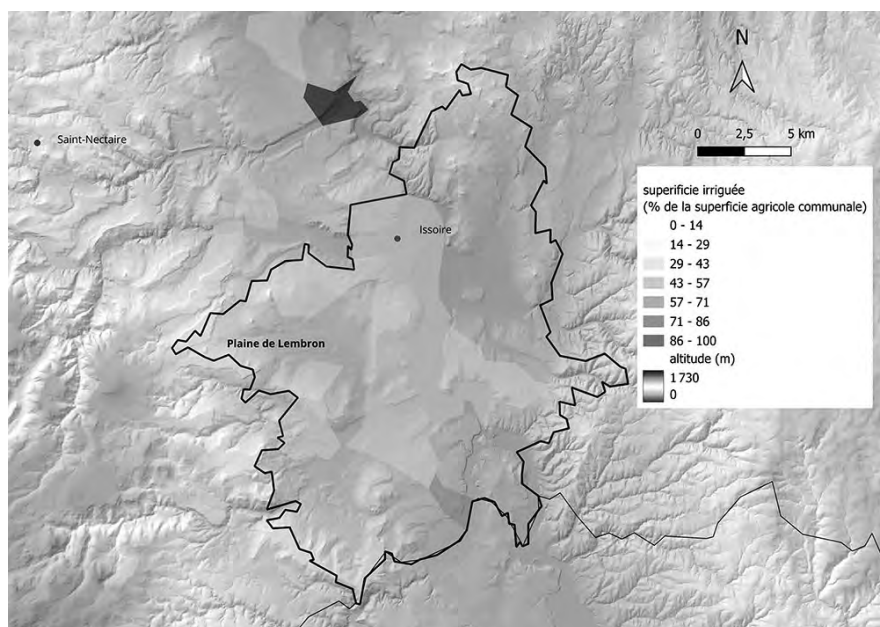 N
Saint-Nectaire
0 2,5 5 km
superificie irriguée
(% de la superficie agricole communale)
0 - 14
14 - 29
29 - 43
43 - 57
57 - 71
71 - 86
86 - 100
altitude (m)
1 730
0
Issoire
Plaine de Lembron